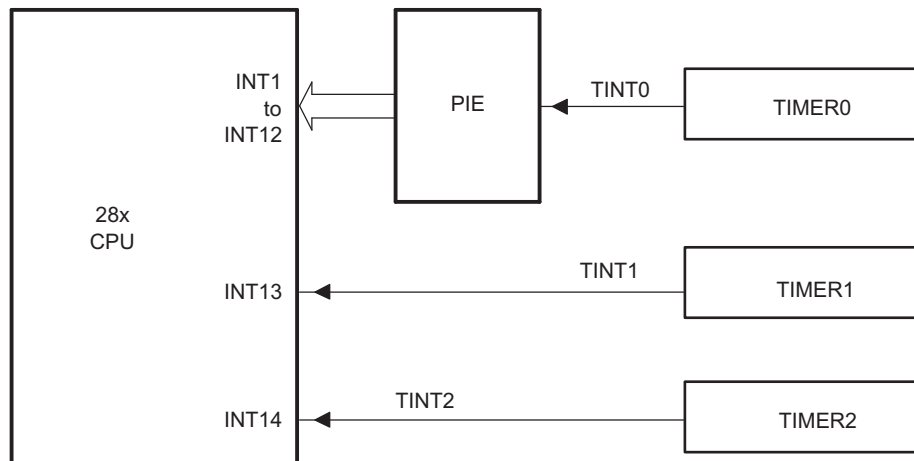 INT1
to
INT12
PIE
TINT0
TIMER0
28x
CPU
INT13
TINT1
TIMER1
INT14
TINT2
TIMER2